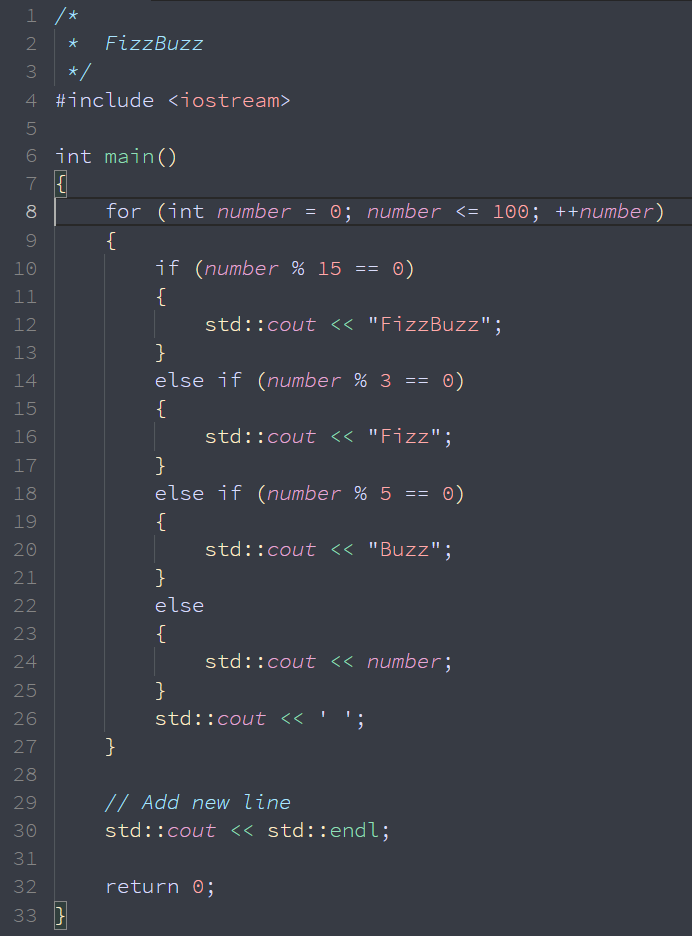 1 /*
2  *  FizzBuzz
3  */
4 #include <iostream>
5
6 int main()
7 {
8     for (int number = 0; number <= 100; ++number)
9     {
10         if (number % 15 == 0)
11         {
12             std::cout << "FizzBuzz";
13         }
14         else if (number % 3 == 0)
15         {
16             std::cout << "Fizz";
17         }
18         else if (number % 5 == 0)
19         {
20             std::cout << "Buzz";
21         }
22         else
23         {
24             std::cout << number;
25         }
26         std::cout << ' ';
27     }
28
29     // Add new line
30     std::cout << std::endl;
31
32     return 0;
33 }